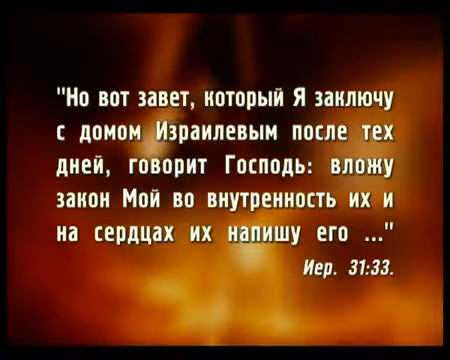 "Но вот завет, который Я заключу
с домом Израилевым после тех
дней, говорит Господь: вложу
закон Мой во внутренность их и
на сердцах их напишу его ..."
Иер. 31:33.